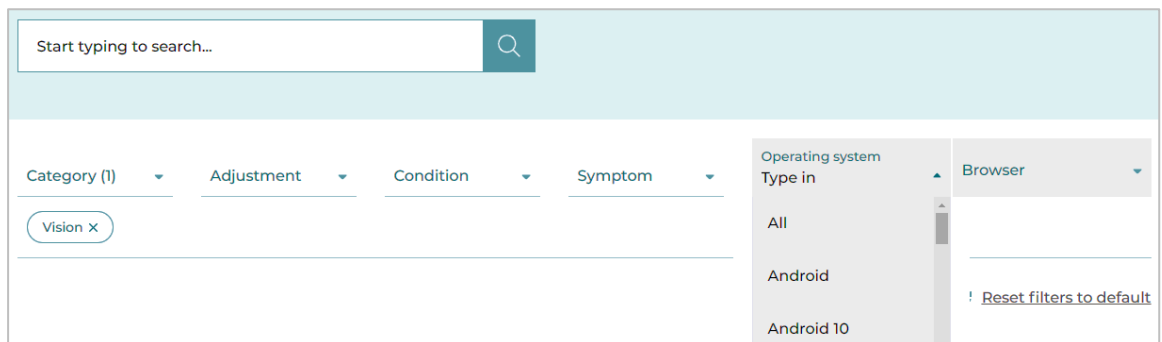 Start typing to search...
Category (1)
Adjustment
Condition
Symptom
Operating system
Type in
Browser
Vision ×
All
Android
Android 10
Reset filters to default